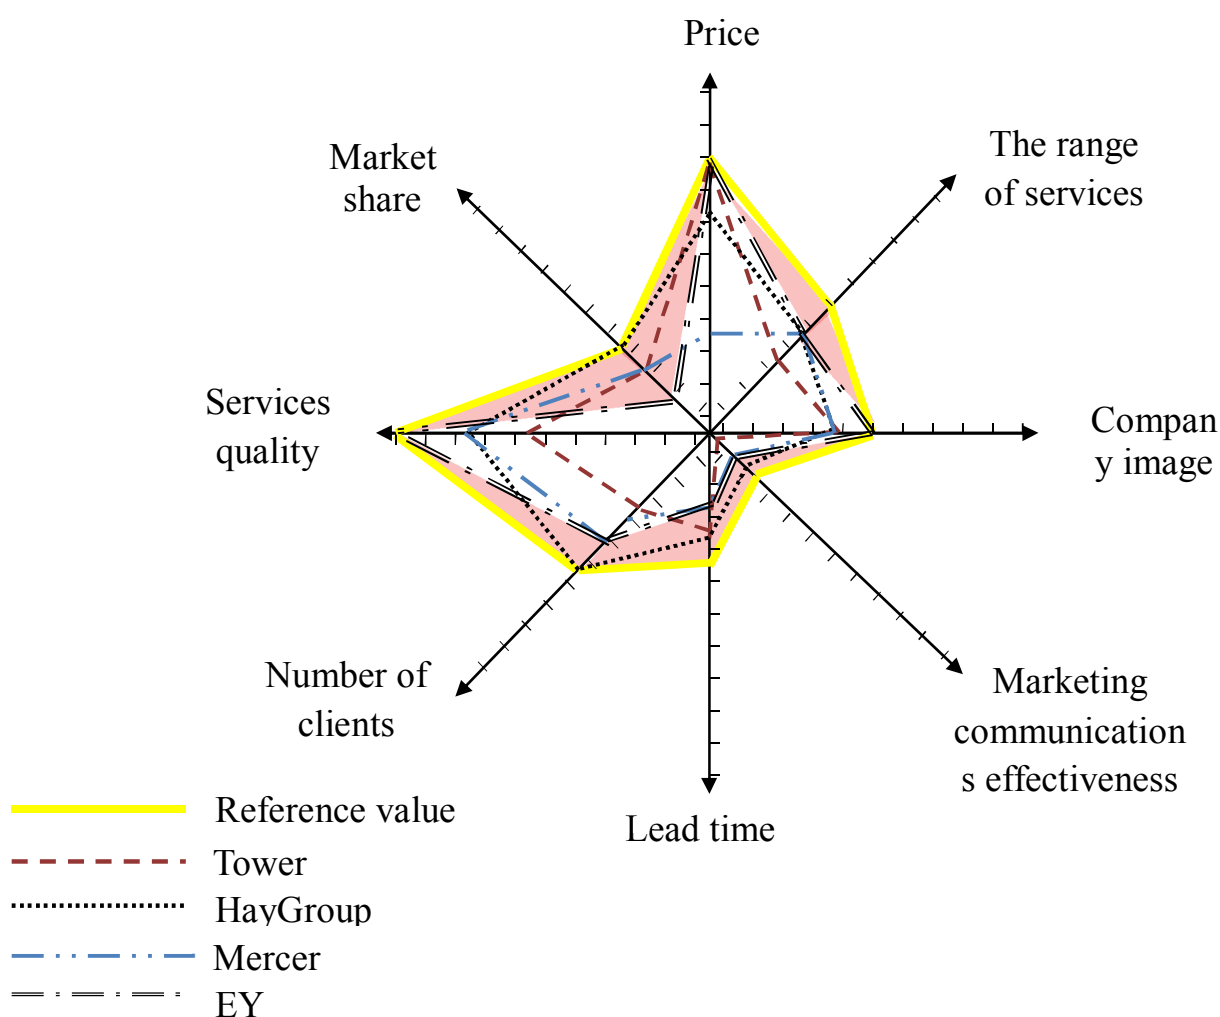 Price
The range
of services
Market
share
Services
quality
Compan
y image
Number of
clients
Marketing
communication
s effectiveness
Lead time
Reference value
Tower
HayGroup
Mercer
EY